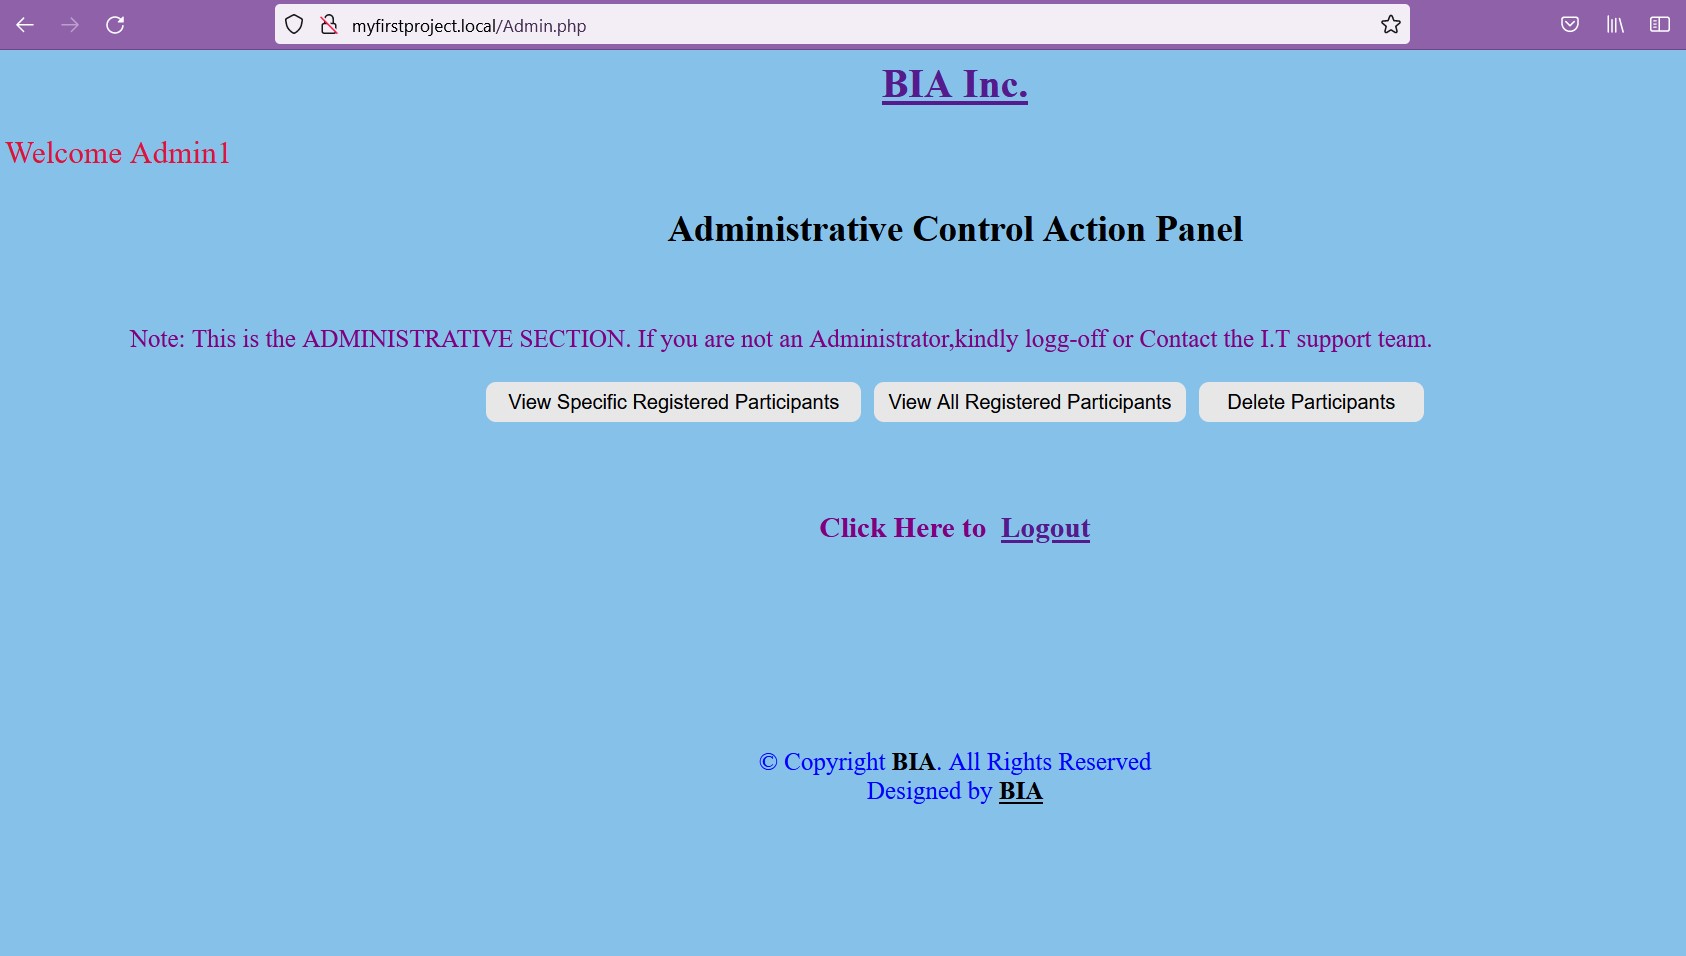 myfirstproject.local/Admin.php
BIA Inc.
Welcome Admin1
Administrative Control Action Panel
Note: This is the ADMINISTRATIVE SECTION. If you are not an Administrator,kindly logg-off or Contact the I.T support team.
View Specific Registered Participants View All Registered Participants Delete Participants
Click Here to Logout
© Copyright BIA. All Rights Reserved
Designed by BIA